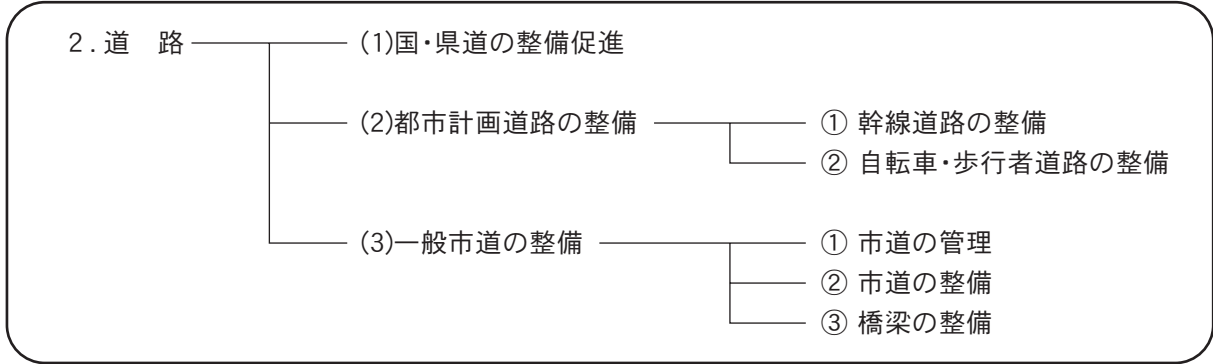 2.道　路
(1)国・県道の整備促進
(2)都市計画道路の整備
① 幹線道路の整備
② 自転車・歩行者道路の整備
(3)一般市道の整備
① 市道の管理
② 市道の整備
③ 橋梁の整備